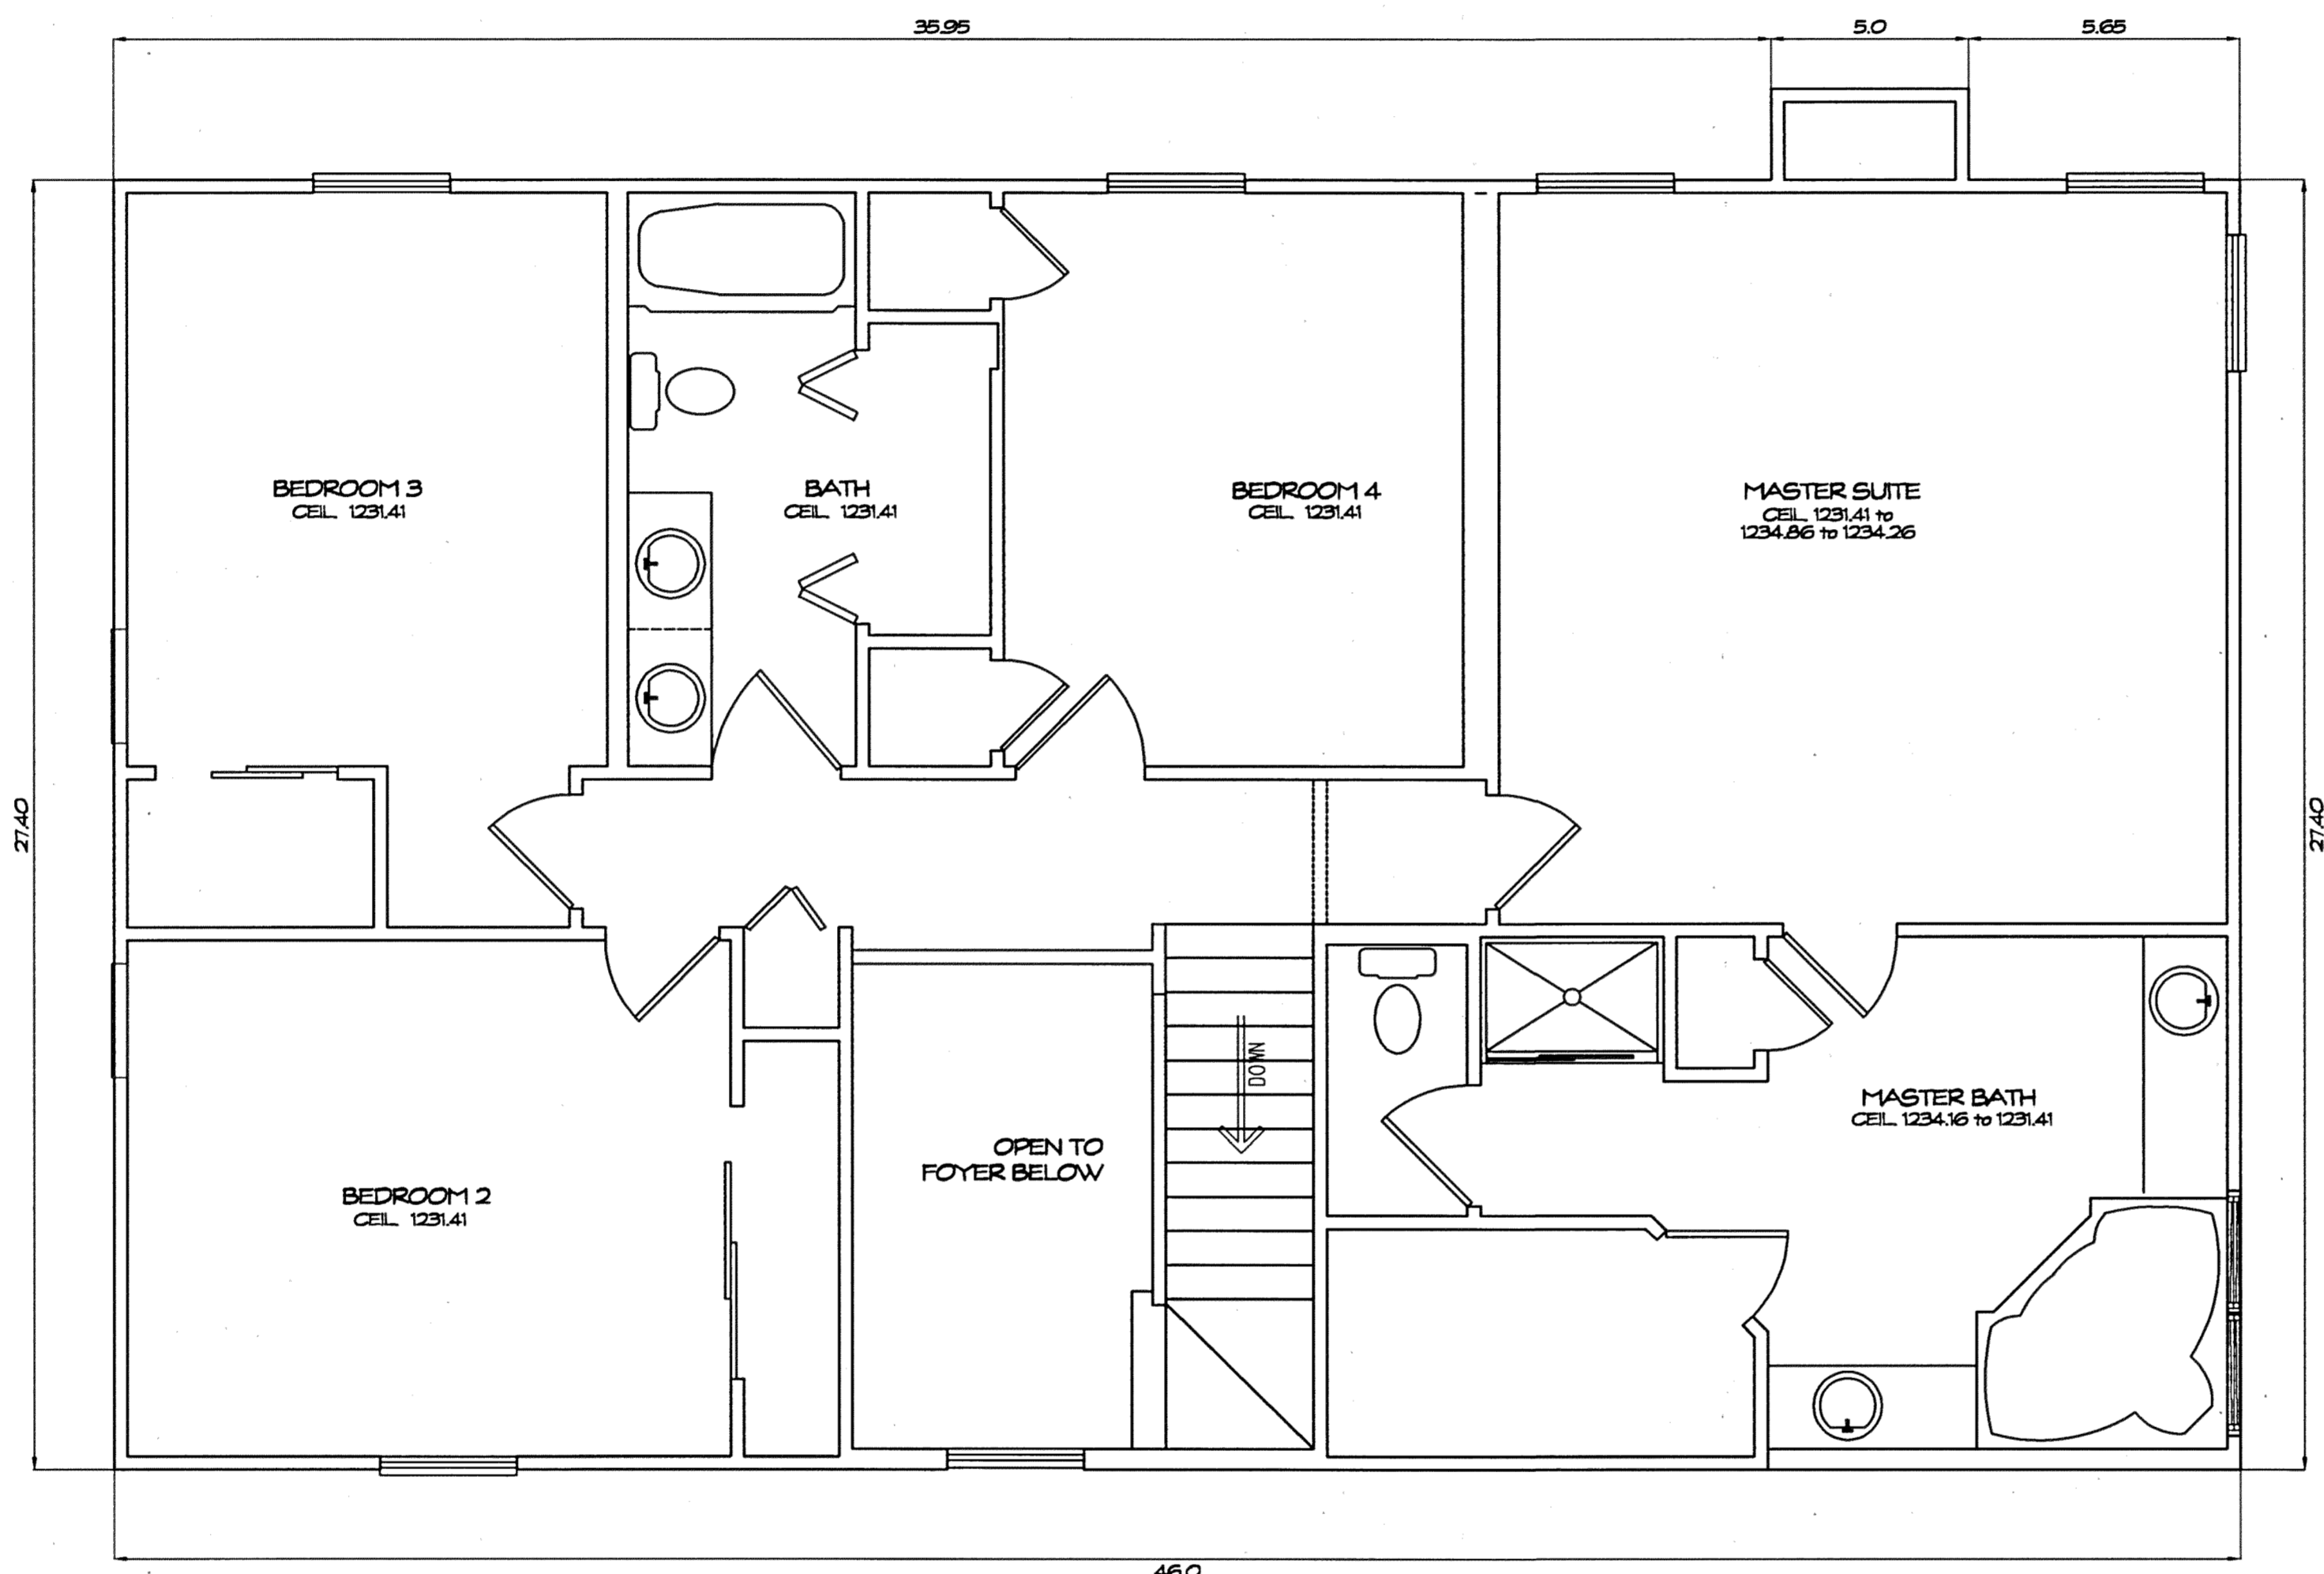 35.95
5.0
5.65
BEDROOM 3
CEIL 1231.41
BATH
CEIL 1231.41
BEDROOM 4
CEIL 1231.41
MASTER SUITE
CEIL 1231.41 to
1234.86 to 1234.26
27.40
27.40
DOWN
MASTER BATH
CEIL 1234.16 to 1231.41
OPEN TO
FOYER BELOW
BEDROOM 2
CEIL 1231.41
46.0